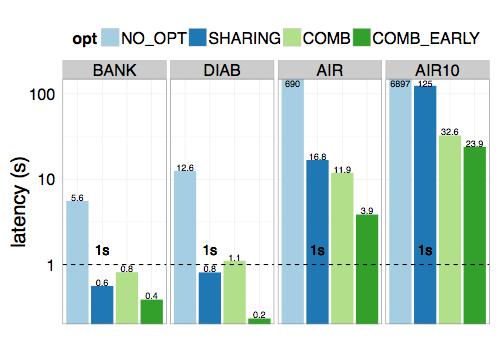 opt NO_OPT SHARING COMB COMB_EARLY
BANK DIAB AIR AIR10
latency (s)
100
10
1
5.6 0.6 0.8 0.4
1s
12.6 0.8 1.1 0.2
1s
690 16.8 11.9 3.9
1s
6897 125 32.6 23.9
1s